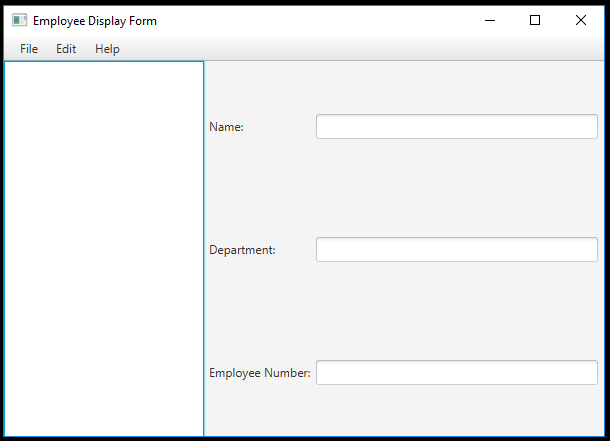 Employee Display Form
File Edit Help
Name:
Department:
Employee Number: